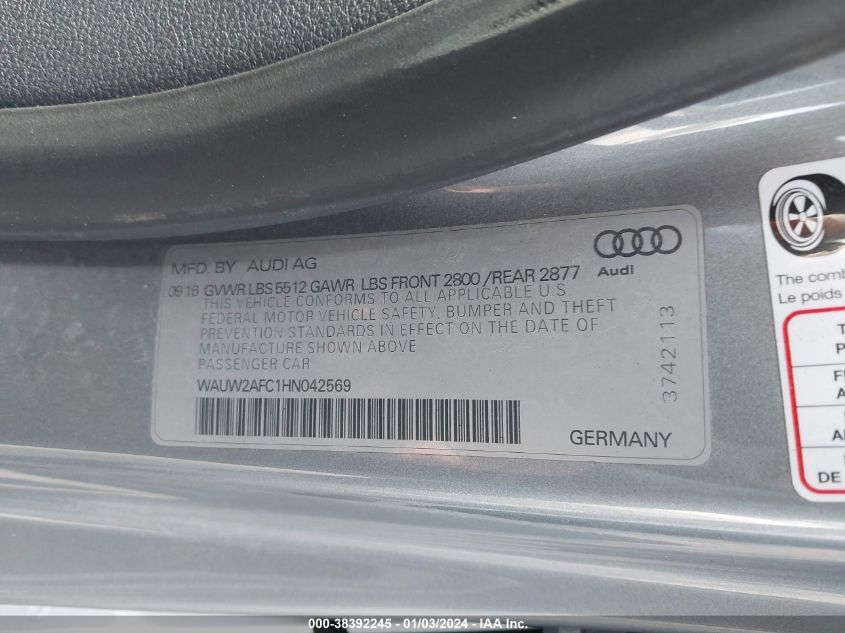 MFD. BY AUDI AG
Audi
09 16 GVWR LBS 5512 GAWR LBS FRONT 2800 / REAR 2877
THIS VEHICLE CONFORMS TO ALL APPLICABLE U S
FEDERAL MOTOR VEHICLE SAFETY, BUMPER AND THEFT
PREVENTION STANDARDS IN EFFECT ON THE DATE OF
MANUFACTURE SHOWN ABOVE
PASSENGER CAR
WAUW2AFC1HN042569
GERMANY
3742113
The comb
Le poids
DE
000-38392245 - 01/03/2024 - IAA Inc.